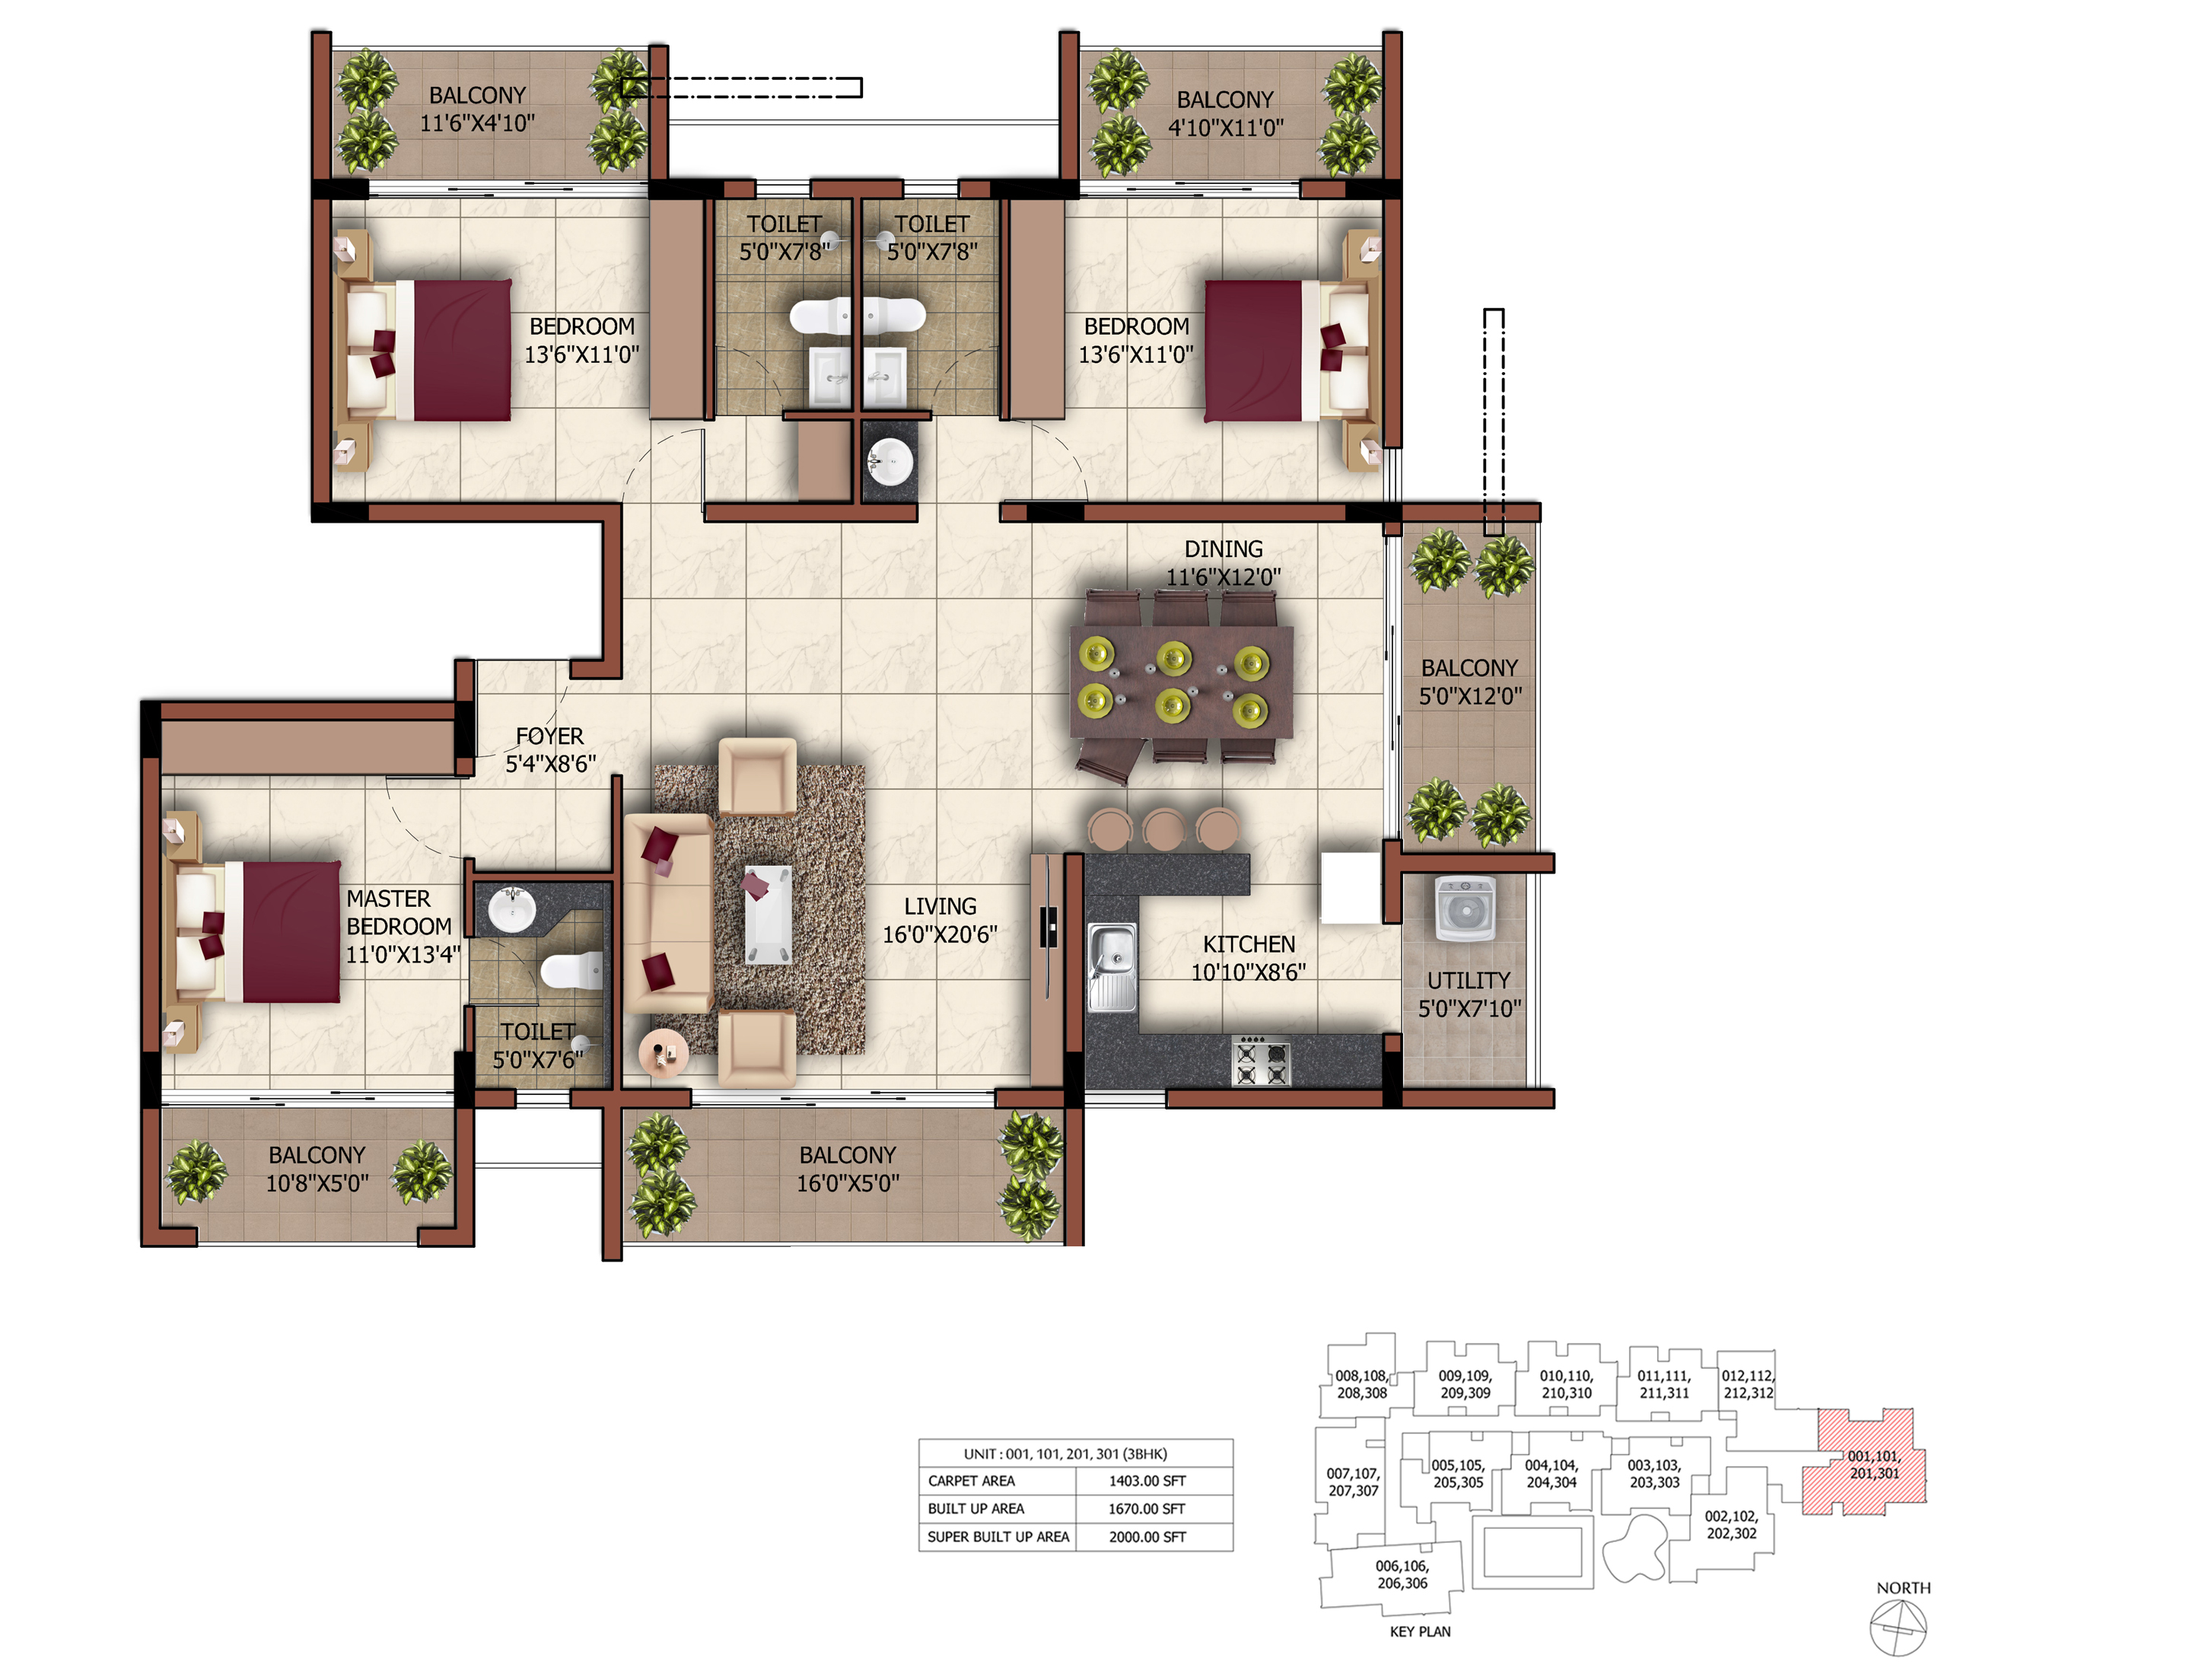 BALCONY
11'6"X4'10"
BALCONY
4'10"X11'0"
TOILET
5'0"X7'8"
TOILET
5'0"X7'8"
BEDROOM
13'6"X11'0"
BEDROOM
13'6"X11'0"
DINING
11'6"X12'0"
BALCONY
5'0"X12'0"
FOYER
5'4"X8'6"
MASTER
BEDROOM
11'0"X13'4"
LIVING
16'0"X20'6"
KITCHEN
10'10"X8'6"
UTILITY
5'0"X7'10"
TOILET
5'0"X7'6"
BALCONY
10'8"X5'0"
BALCONY
16'0"X5'0"
UNIT : 001, 101, 201, 301 (3BHK)
CARPET AREA 1403.00 SFT
BUILT UP AREA 1670.00 SFT
SUPER BUILT UP AREA 2000.00 SFT
008,108,
208,308
009,109,
209,309
010,110,
210,310
011,111,
211,311
012,112,
212,312
001,101,
201,301
007,107,
207,307
005,105,
205,305
004,104,
204,304
003,103,
203,303
002,102,
202,302
006,106,
206,306
KEY PLAN
NORTH